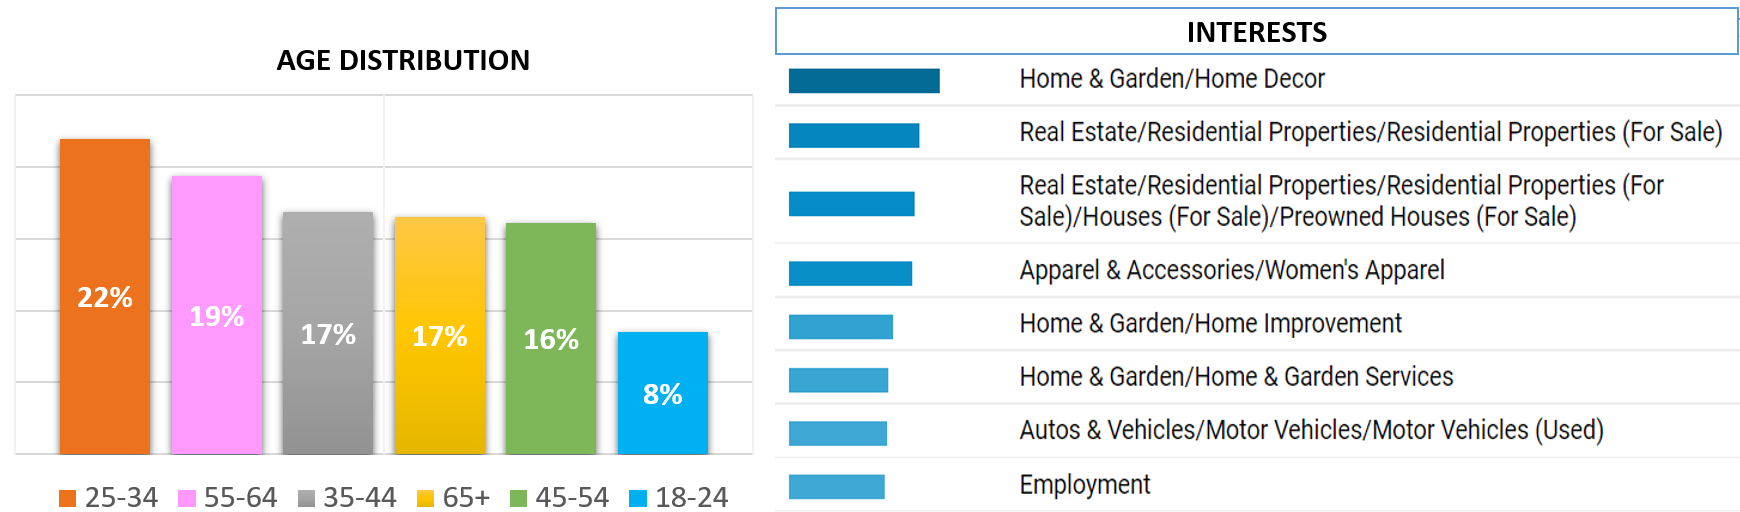 AGE DISTRIBUTION
22%
19%
17%
17%
16%
8%
25-34
55-64
35-44
65+
45-54
18-24
INTERESTS
Home & Garden/Home Decor
Real Estate/Residential Properties/Residential Properties (For Sale)
Real Estate/Residential Properties/Residential Properties (For
Sale)/Houses (For Sale)/Preowned Houses (For Sale)
Apparel & Accessories/Women's Apparel
Home & Garden/Home Improvement
Home & Garden/Home & Garden Services
Autos & Vehicles/Motor Vehicles/Motor Vehicles (Used)
Employment